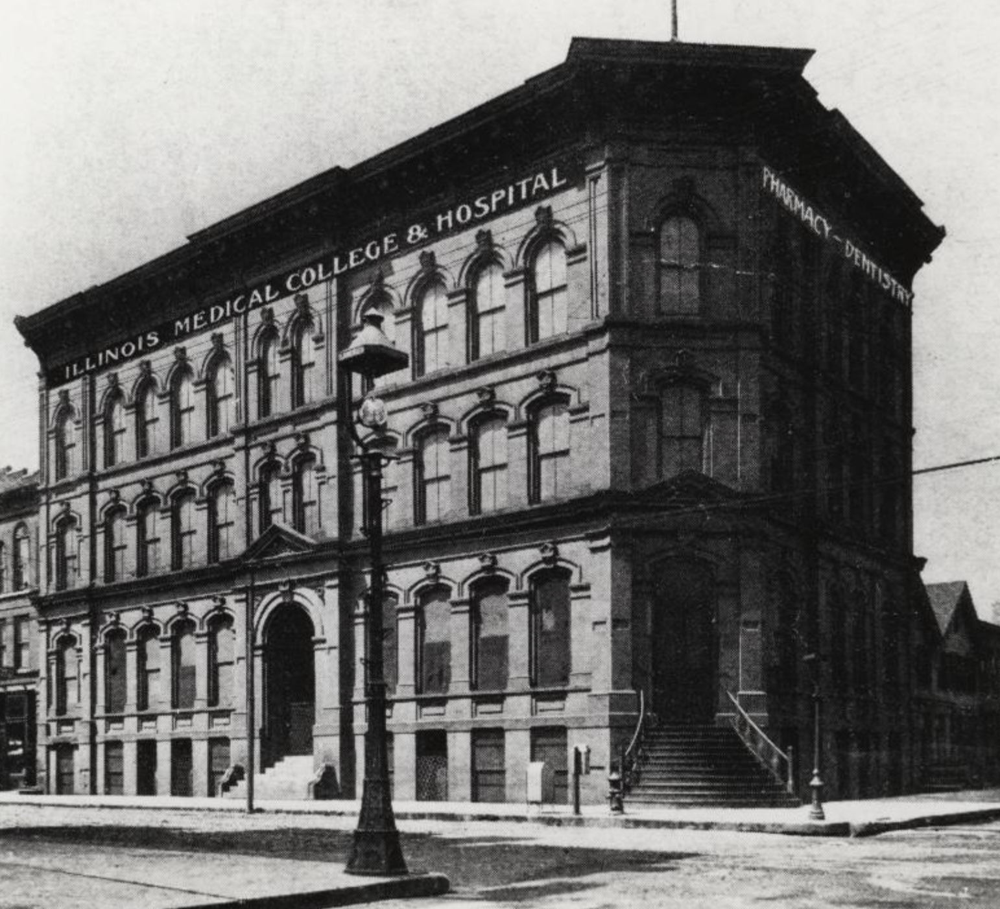 ILLINOIS MEDICAL COLLEGE & HOSPITAL
PHARMACY - DENTISTRY